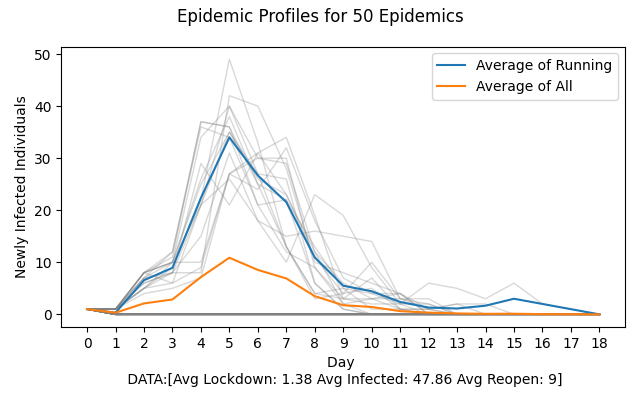 Epidemic Profiles for 50 Epidemics
Average of Running
Average of All
Newly Infected Individuals
50
40
30
20
10
0
0 1 2 3 4 5 6 7 8 9 10 11 12 13 14 15 16 17 18
Day
DATA:[Avg Lockdown: 1.38 Avg Infected: 47.86 Avg Reopen: 9]